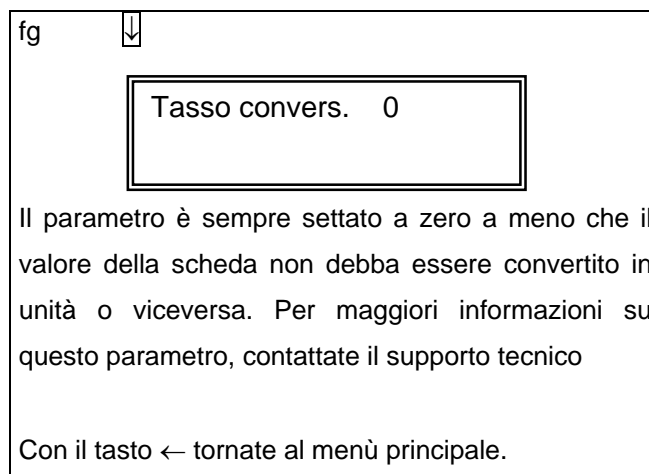 fg ↓
Tasso convers. 0
Il parametro è sempre settato a zero a meno che il
valore della scheda non debba essere convertito in
unità o viceversa. Per maggiori informazioni su
questo parametro, contattate il supporto tecnico
Con il tasto ← tornate al menù principale.